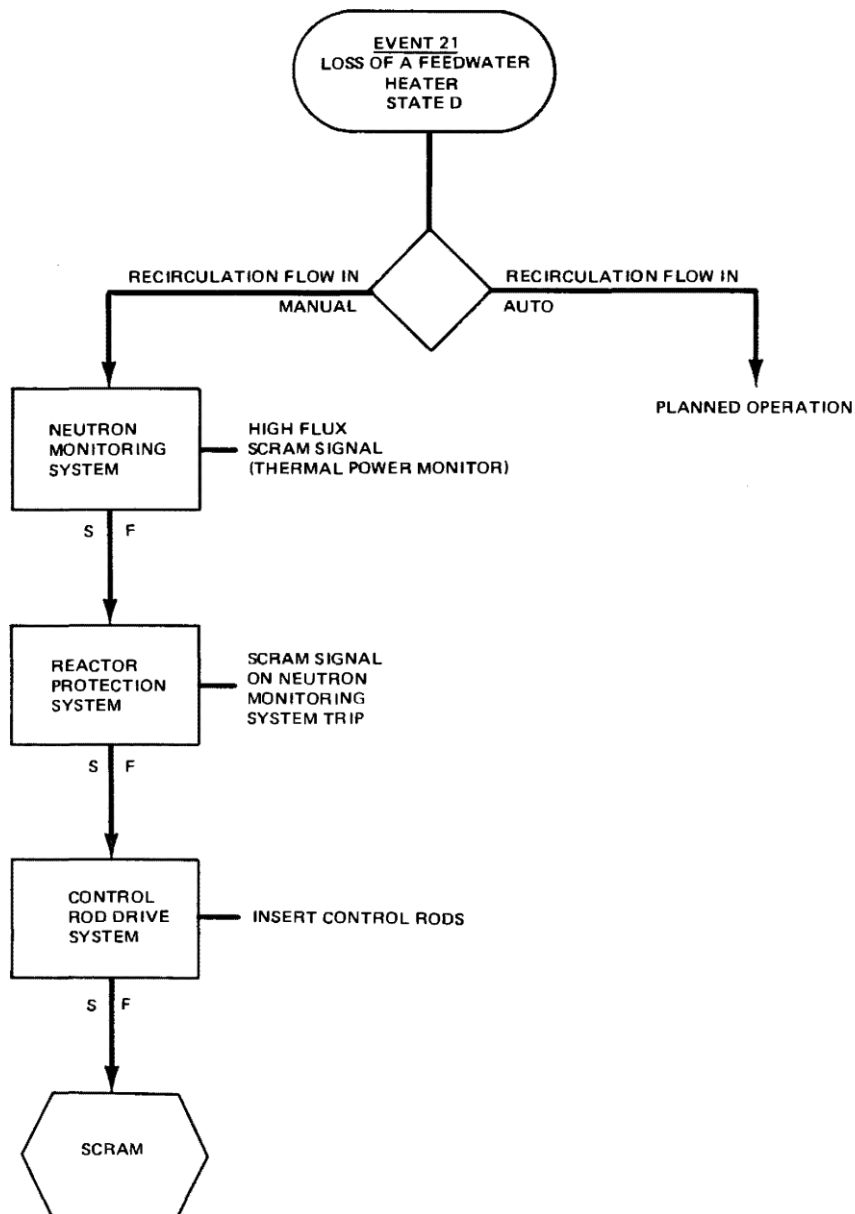 EVENT 21
LOSS OF A FEEDWATER
HEATER
STATE D
RECIRCULATION FLOW IN
MANUAL
RECIRCULATION FLOW IN
AUTO
PLANNED OPERATION
NEUTRON
MONITORING
SYSTEM
HIGH FLUX
SCRAM SIGNAL
(THERMAL POWER MONITOR)
S F
REACTOR
PROTECTION
SYSTEM
SCRAM SIGNAL
ON NEUTRON
MONITORING
SYSTEM TRIP
S F
CONTROL
ROD DRIVE
SYSTEM
INSERT CONTROL RODS
S F
SCRAM